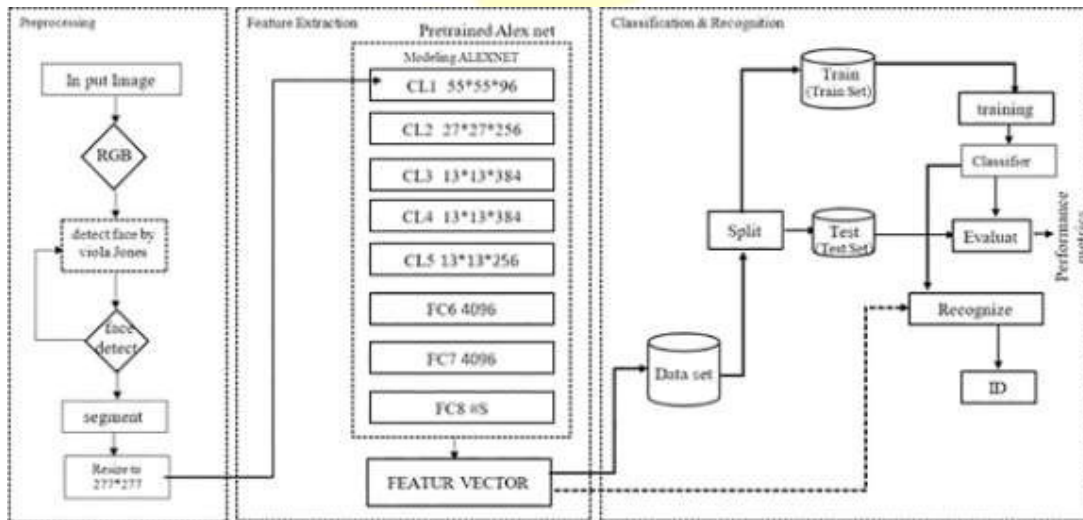 Preprocessing
In put Image
RGB
detect face by
viola Jones
face
detect
segment
Resize to
277*277
Feature Extraction
Pretrained Alex net
Modeling ALEXNET
CL1 55*55*96
CL2 27*27*256
CL3 13*13*384
CL4 13*13*384
CL5 13*13*256
FC6 4096
FC7 4096
FC8 #S
FEATUR VECTOR
Classification & Recognition
Train
(Train Set)
training
Classifier
Split
Test
(Test Set)
Evaluat
Performance
metrics
Recognize
Data set
ID